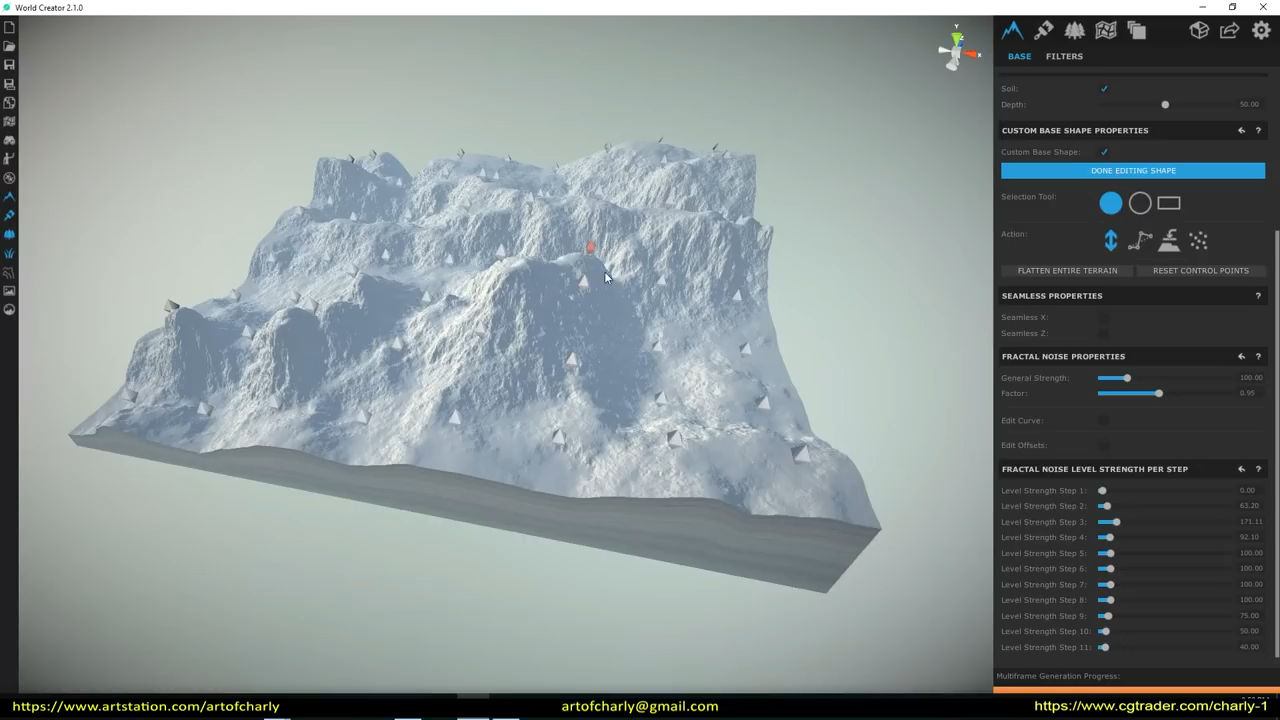 World Creator 2.1.0
Y
X
BASE FILTERS
Soil:
Depth: 50.00
CUSTOM BASE SHAPE PROPERTIES ?
Custom Base Shape:
DONE EDITING SHAPE
Selection Tool:
Action:
FLATTEN ENTIRE TERRAIN RESET CONTROL POINTS
SEAMLESS PROPERTIES ?
Seamless X:
Seamless Z:
FRACTAL NOISE PROPERTIES ?
General Strength: 100.00
Factor: 0.95
Edit Curve:
Edit Offsets:
FRACTAL NOISE LEVEL STRENGTH PER STEP ?
Level Strength Step 1: 0.00
Level Strength Step 2: 63.20
Level Strength Step 3: 171.11
Level Strength Step 4: 92.10
Level Strength Step 5: 100.00
Level Strength Step 6: 100.00
Level Strength Step 7: 100.00
Level Strength Step 8: 100.00
Level Strength Step 9: 75.00
Level Strength Step 10: 50.00
Level Strength Step 11: 40.00
Multiframe Generation Progress:
https://www.artstation.com/artofcharly artofcharly@gmail.com https://www.cgtrader.com/charly-1